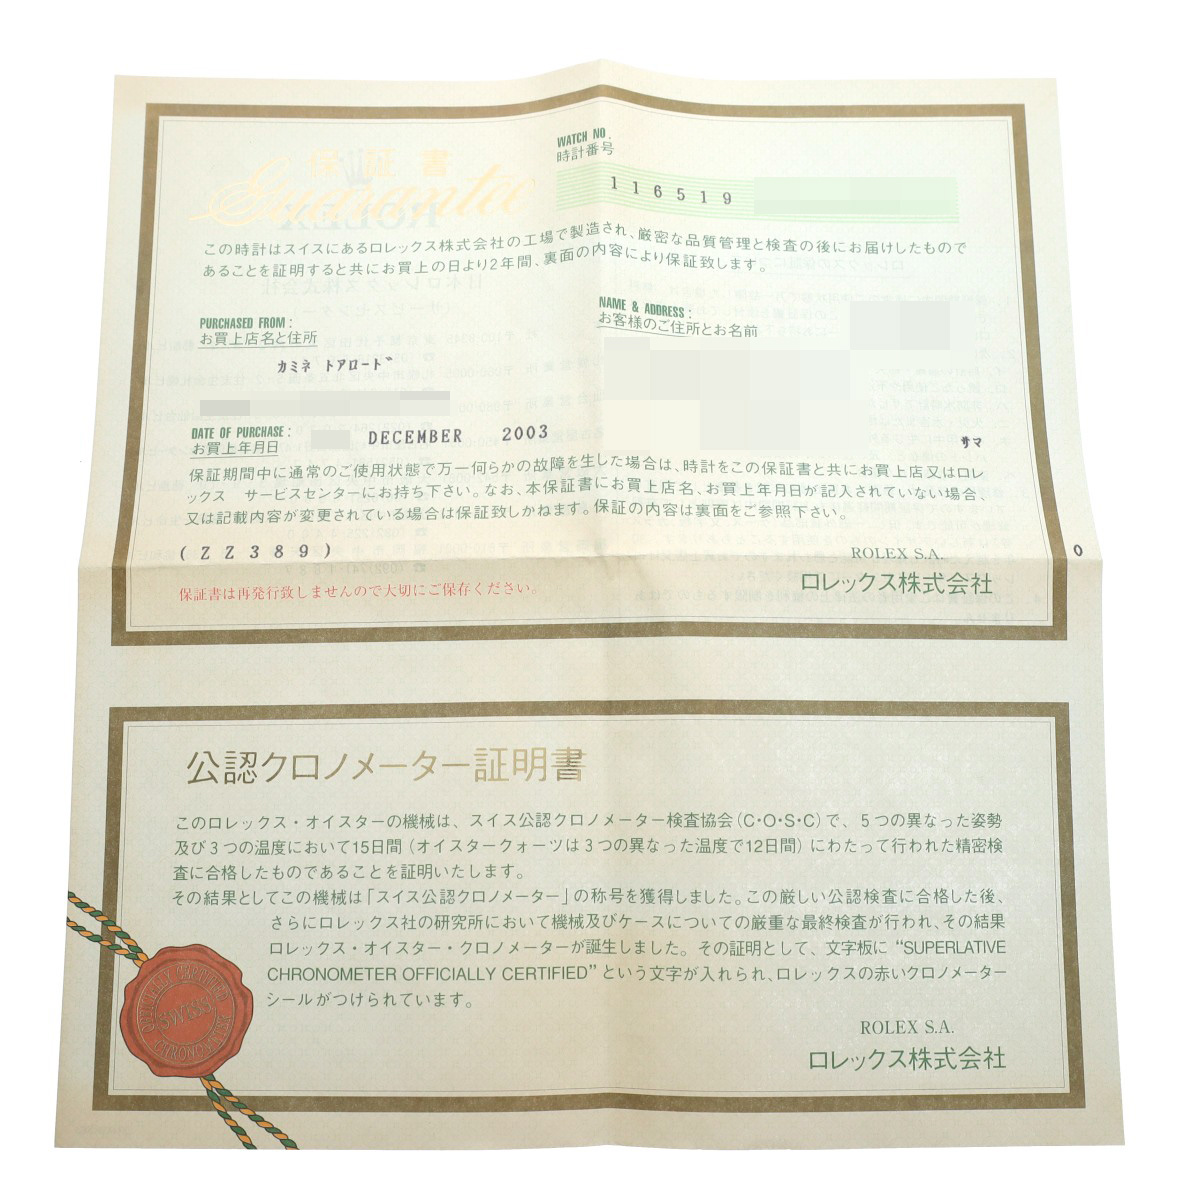 保証書
Guarantee
WATCH NO.
時計番号
116519
この時計はスイスにあるロレックス株式会社の工場で製造され、厳密な品質管理と検査の後にお届けしたもので
あることを証明すると共にお買上の日より2年間、裏面の内容により保証致します。
PURCHASED FROM:
お買上店名と住所
カミネ トアロード
NAME & ADDRESS:
お客様のご住所とお名前
サマ
DATE OF PURCHASE:
お買上年月日
DECEMBER 2003
保証期間中に通常のご使用状態で万一何らかの故障を生した場合は、時計をこの保証書と共にお買上店又はロレ
ックス サービスセンターにお持ち下さい。なお、本保証書にお買上店名、お買上年月日が記入されていない場合、
又は記載内容が変更されている場合は保証致しかねます。保証の内容は裏面をご参照下さい。
(ZZ389)
0
ROLEX S.A.
ロレックス株式会社
保証書は再発行致しませんので大切にご保存ください。
公認クロノメーター証明書
このロレックス・オイスターの機械は、スイス公認クロノメーター検査協会(C・O・S・C)で、5つの異なった姿勢
及び3つの温度において15日間(オイスタークォーツは3つの異なった温度で12日間)にわたって行われた精密検
査に合格したものであることを証明いたします。
その結果としてこの機械は「スイス公認クロノメーター」の称号を獲得しました。この厳しい公認検査に合格した後、
さらにロレックス社の研究所において機械及びケースについての厳重な最終検査が行われ、その結果
ロレックス・オイスター・クロノメーターが誕生しました。その証明として、文字板に “SUPERLATIVE
CHRONOMETER OFFICIALLY CERTIFIED” という文字が入れられ、ロレックスの赤いクロノメーター
シールがつけられています。
ROLEX S.A.
ロレックス株式会社
OFFICIALLY CERTIFIED
SWISS
CHRONOMETER